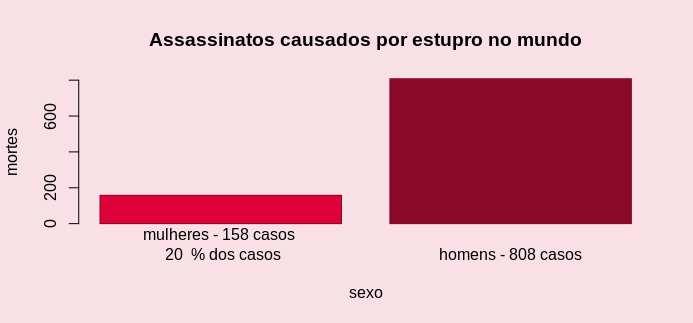 Assassinatos causados por estupro no mundo
mortes
600
200
0
mulheres - 158 casos
20 % dos casos
homens - 808 casos
sexo